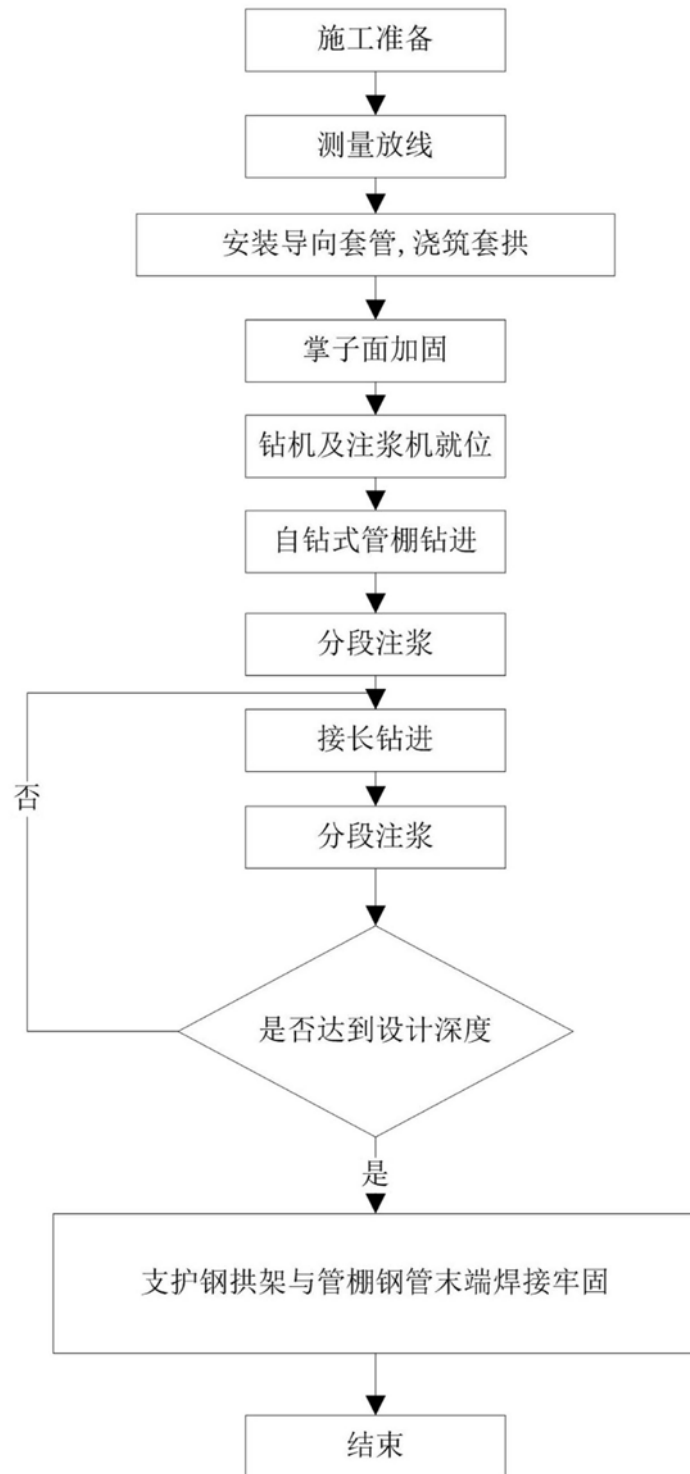 施工准备
测量放线
安装导向套管, 浇筑套拱
掌子面加固
钻机及注浆机就位
自钻式管棚钻进
分段注浆
接长钻进
否
分段注浆
是否达到设计深度
是
支护钢拱架与管棚钢管末端焊接牢固
结束